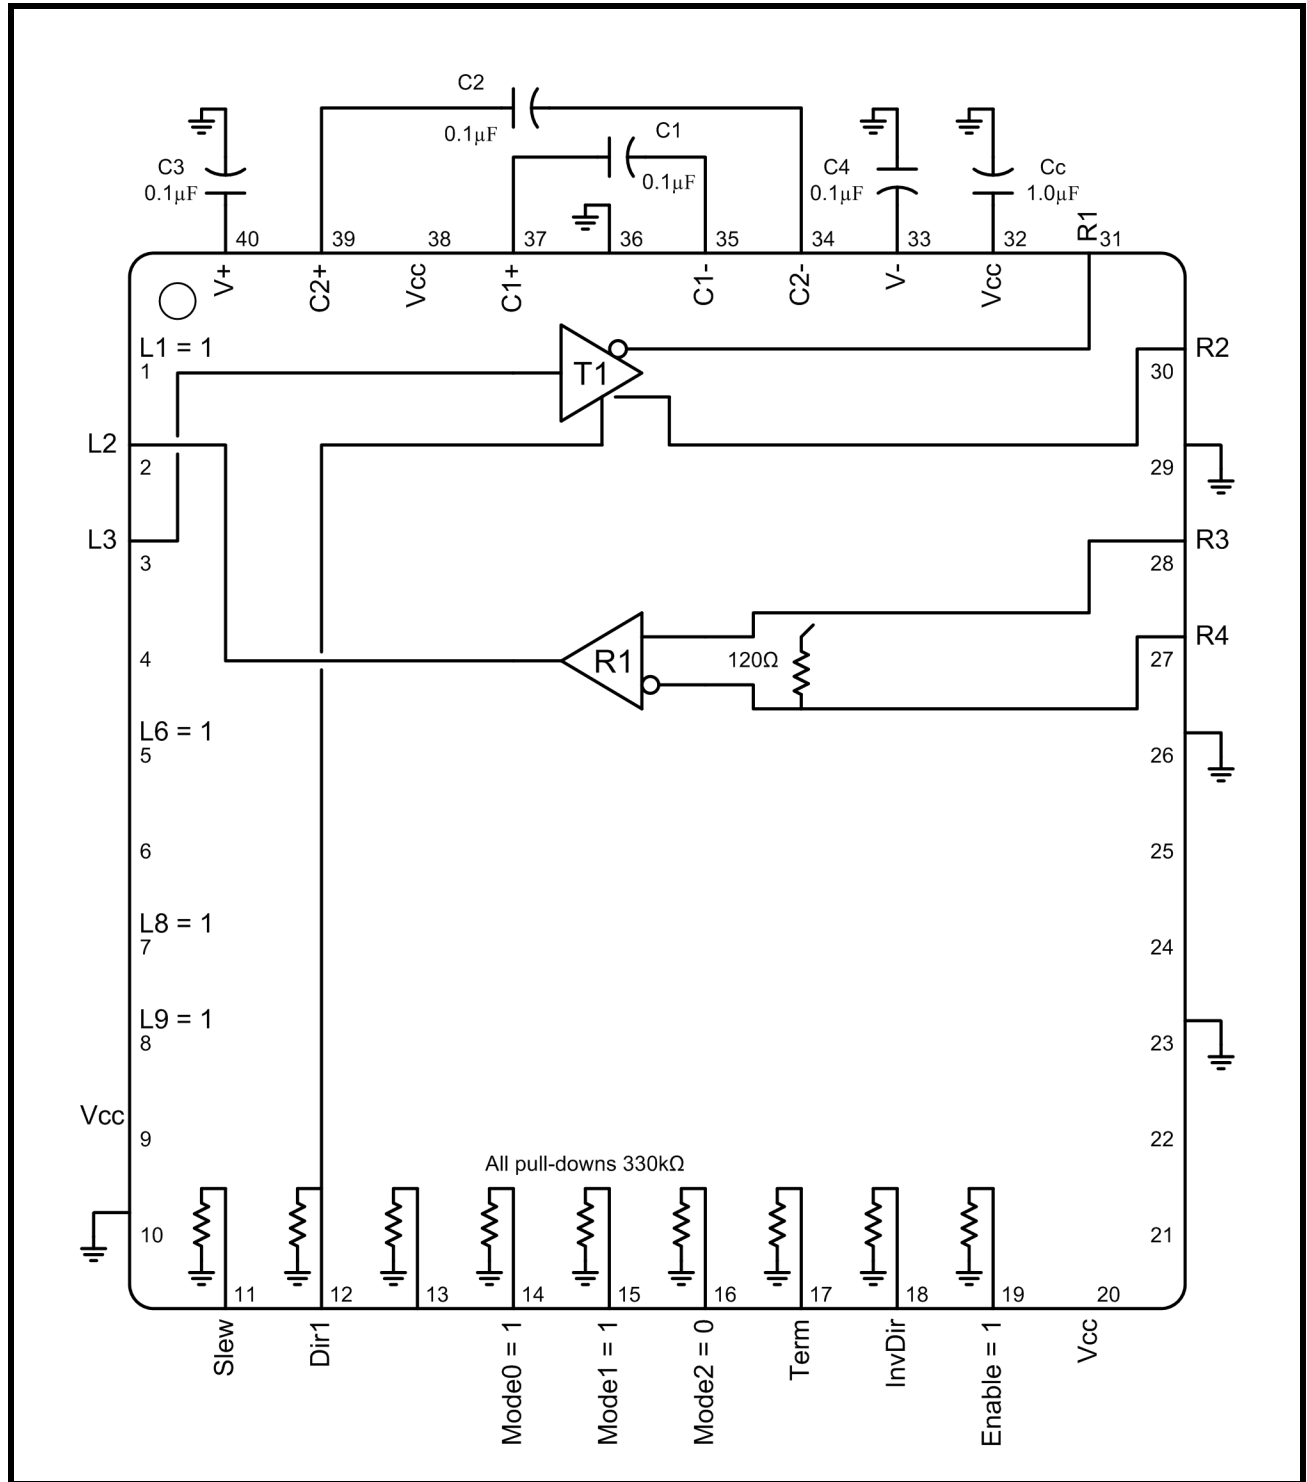 C2
0.1µF
C1
0.1µF
C3
0.1µF
C4
0.1µF
Cc
1.0µF
40
39
38
37
36
35
34
33
32
R1
31
V+
C2+
Vcc
C1+
C1-
C2-
V-
Vcc
L1 = 1
1
T1
R2
30
L2
2
29
L3
3
R3
28
4
R1
120Ω
R4
27
L6 = 1
5
26
6
25
L8 = 1
7
24
L9 = 1
8
23
Vcc
9
22
All pull-downs 330kΩ
10
21
11
12
13
14
15
16
17
18
19
20
Slew
Dir1
Mode0 = 1
Mode1 = 1
Mode2 = 0
Term
InvDir
Enable = 1
Vcc